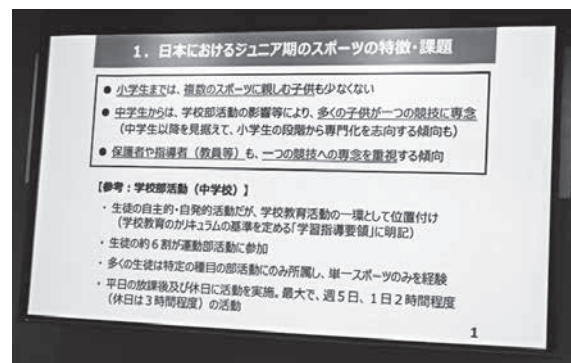 1. 日本におけるジュニア期のスポーツの特徴・課題
● 小学生までは、複数のスポーツに親しむ子供も少なくない
● 中学生からは、学校部活動の影響等により、多くの子供が一つの競技に専念
(中学生以降を見据えて、小学生の段階から専門化を志向する傾向も)
● 保護者や指導者（教員等）も、一つの競技への専念を重視する傾向
【参考：学校部活動（中学校）】
・ 生徒の自主的・自発的活動だが、学校教育活動の一環として位置付け
(学校教育のカリキュラムの基準を定める「学習指導要領」に明記)
・ 生徒の約６割が運動部活動に参加
・ 多くの生徒は特定の種目の部活動にのみ所属し、単一スポーツのみを経験
・ 平日の放課後及び休日に活動を実施。最大で、週５日、１日２時間程度
(休日は３時間程度）の活動
1